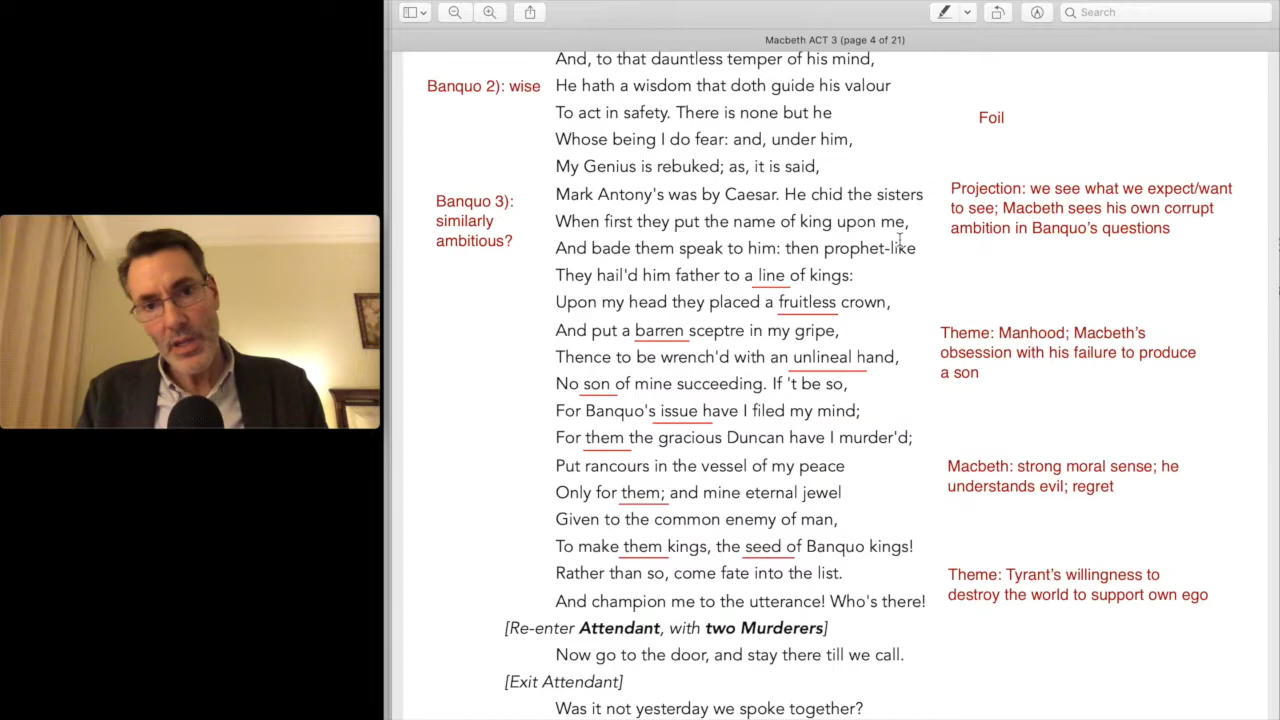 Search
Macbeth ACT 3 (page 4 of 21)
And, to that dauntless temper of his mind,
Banquo 2): wise
He hath a wisdom that doth guide his valour
To act in safety. There is none but he
Foil
Whose being I do fear: and, under him,
My Genius is rebuked; as, it is said,
Mark Antony's was by Caesar. He chid the sisters
When first they put the name of king upon me,
And bade them speak to him: then prophet-like
Banquo 3):
similarly
ambitious?
Projection: we see what we expect/want
to see; Macbeth sees his own corrupt
ambition in Banquo's questions
They hail'd him father to a line of kings:
Upon my head they placed a fruitless crown,
And put a barren sceptre in my gripe,
Thence to be wrench'd with an unlineal hand,
No son of mine succeeding. If 't be so,
Theme: Manhood; Macbeth's
obsession with his failure to produce
a son
For Banquo's issue have I filed my mind;
For them the gracious Duncan have I murder'd;
Put rancours in the vessel of my peace
Only for them; and mine eternal jewel
Macbeth: strong moral sense; he
understands evil; regret
Given to the common enemy of man,
To make them kings, the seed of Banquo kings!
Rather than so, come fate into the list.
And champion me to the utterance! Who's there!
Theme: Tyrant's willingness to
destroy the world to support own ego
[Re-enter Attendant, with two Murderers]
Now go to the door, and stay there till we call.
[Exit Attendant]
Was it not yesterday we spoke together?